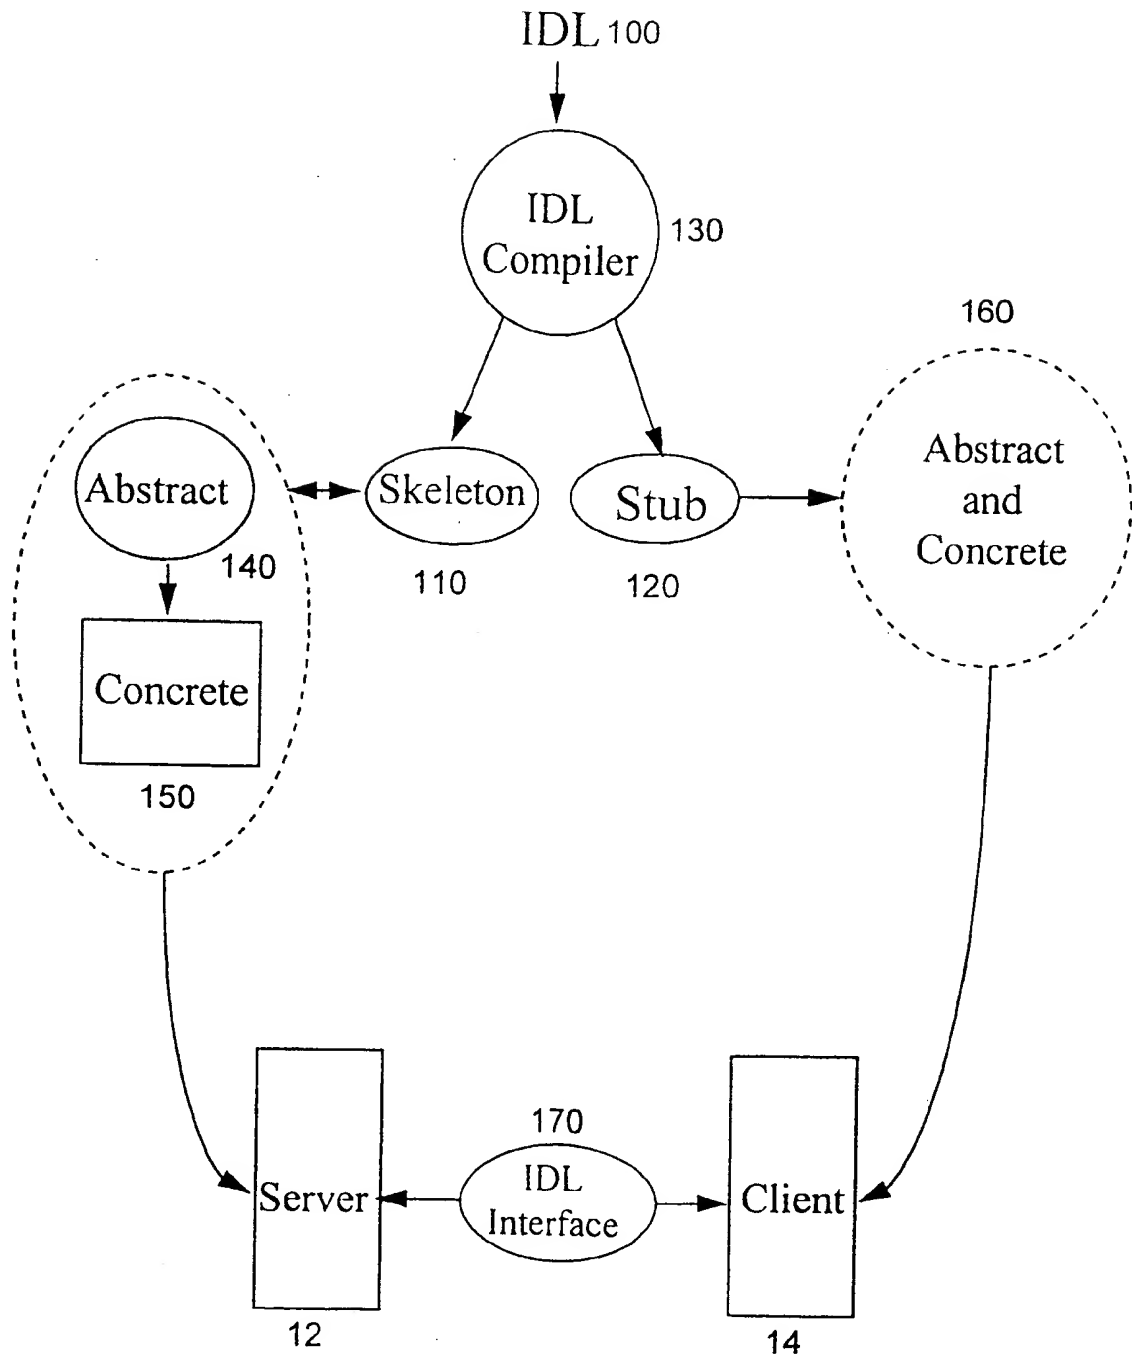 IDL 100
IDL
Compiler
130
160
Abstract
and
Concrete
Abstract
140
Skeleton
110
Stub
120
Concrete
150
170
IDL
Interface
Server
12
Client
14